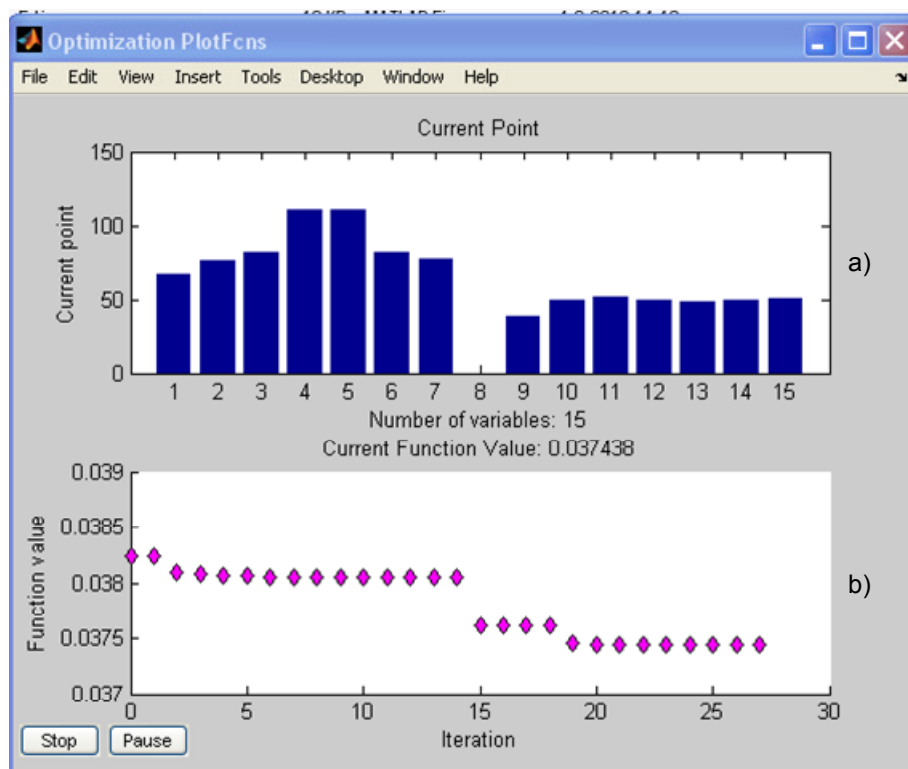 Optimization PlotFcns
File Edit View Insert Tools Desktop Window Help
Current Point
150
100
50
0
Current point
a)
1 2 3 4 5 6 7 8 9 10 11 12 13 14 15
Number of variables: 15
Current Function Value: 0.037438
0.039
0.0385
0.038
0.0375
0.037
Function value
b)
0 5 10 15 20 25 30
Iteration
Stop Pause